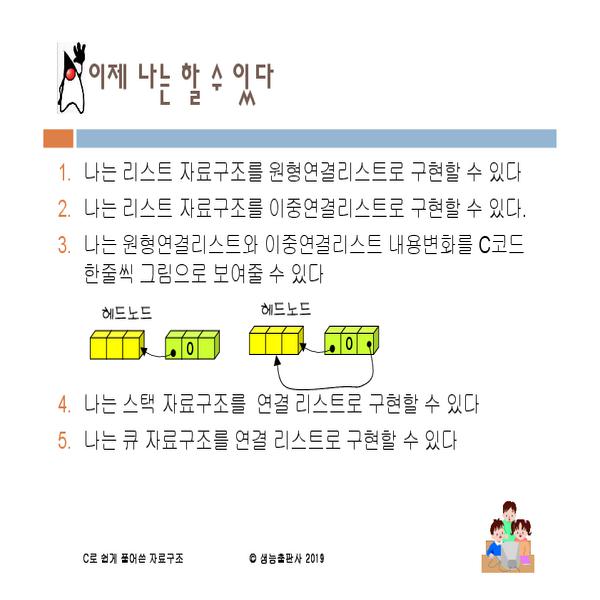 이제 나는 할 수 있다
1. 나는 리스트 자료구조를 원형연결리스트로 구현할 수 있다
2. 나는 리스트 자료구조를 이중연결리스트로 구현할 수 있다.
3. 나는 원형연결리스트와 이중연결리스트 내용변화를 C코드
한줄씩 그림으로 보여줄 수 있다
헤드노드 헤드노드
0 0
4. 나는 스택 자료구조를 연결 리스트로 구현할 수 있다
5. 나는 큐 자료구조를 연결 리스트로 구현할 수 있다
C로 쉽게 풀어쓴 자료구조 © 생능출판사 2019